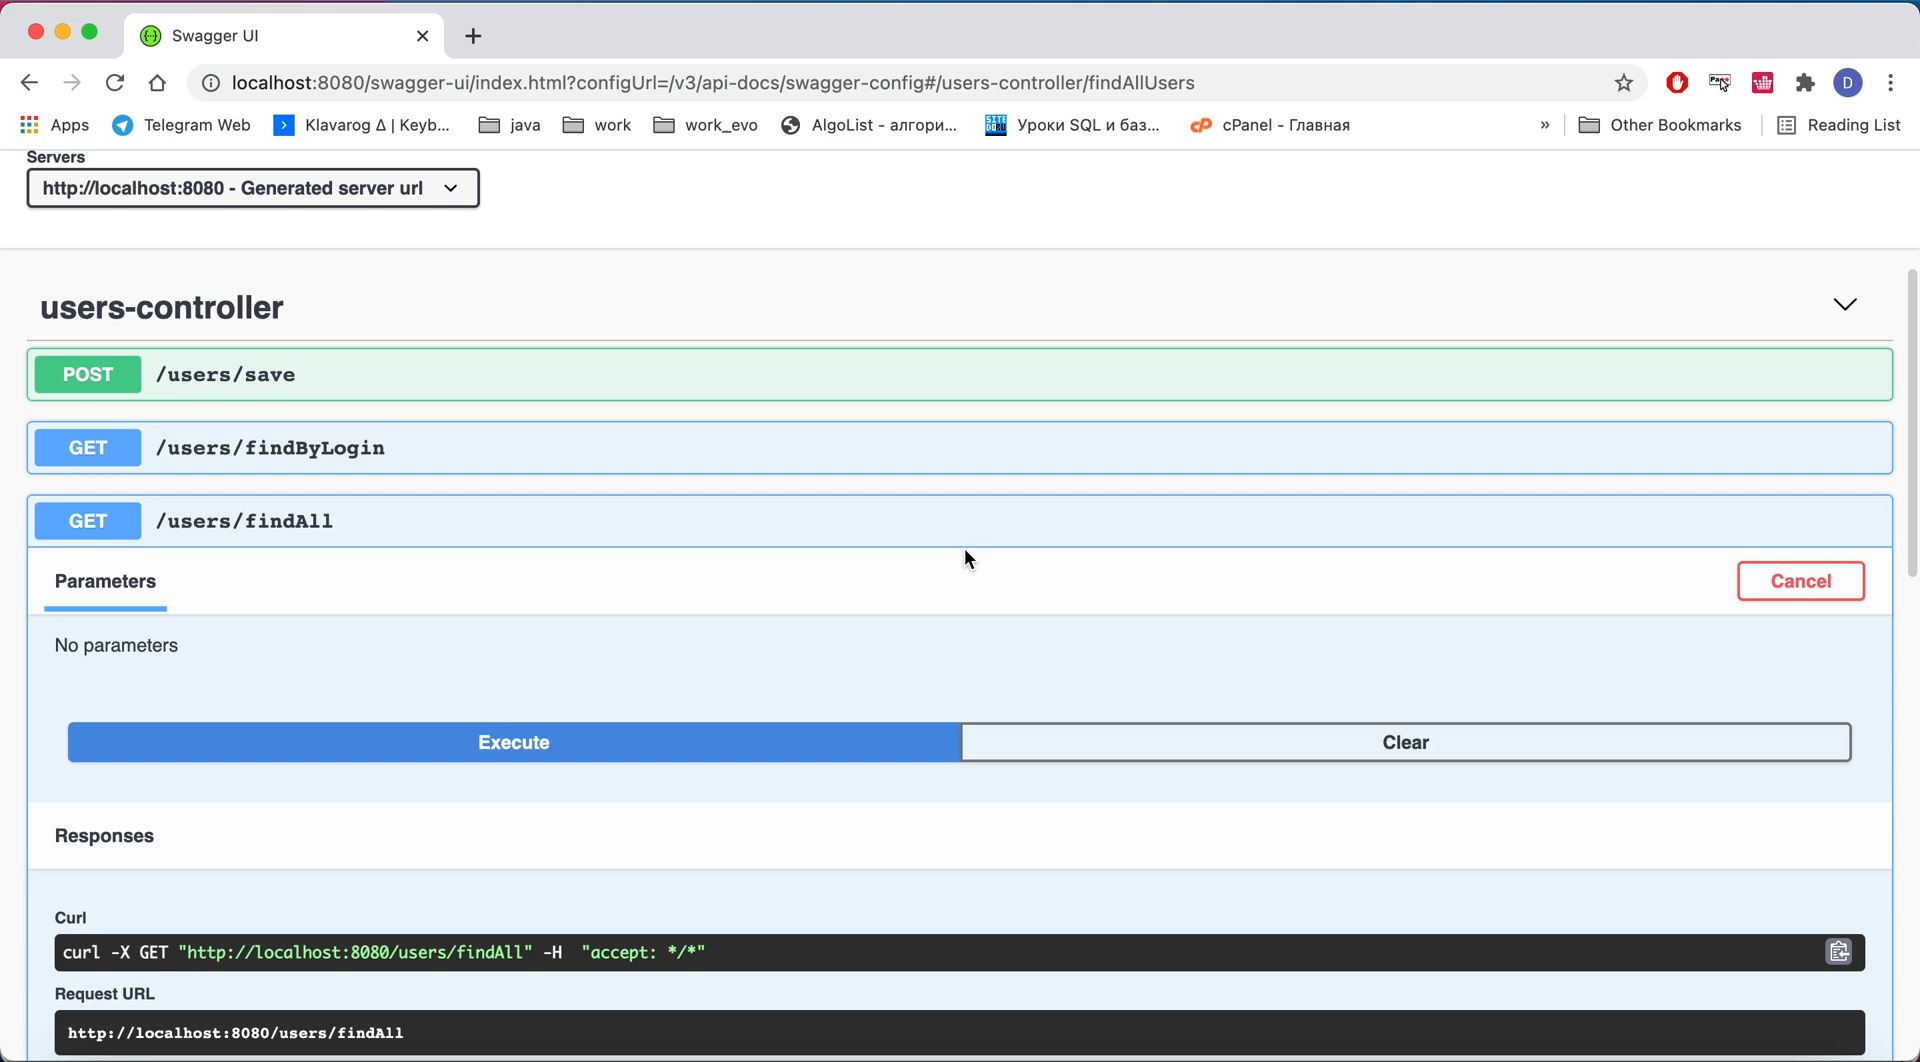 Swagger UI
localhost:8080/swagger-ui/index.html?configUrl=/v3/api-docs/swagger-config#/users-controller/findAllUsers
D
Apps
Telegram Web
Klavarog Δ | Keyb...
java
work
work_evo
AlgoList - алгори...
Уроки SQL и баз...
cPanel - Главная
»
Other Bookmarks
Reading List
Servers
http://localhost:8080 - Generated server url
users-controller
POST /users/save
GET /users/findByLogin
GET /users/findAll
Parameters
Cancel
No parameters
Execute
Clear
Responses
Curl
curl -X GET "http://localhost:8080/users/findAll" -H  "accept: */*"
Request URL
http://localhost:8080/users/findAll